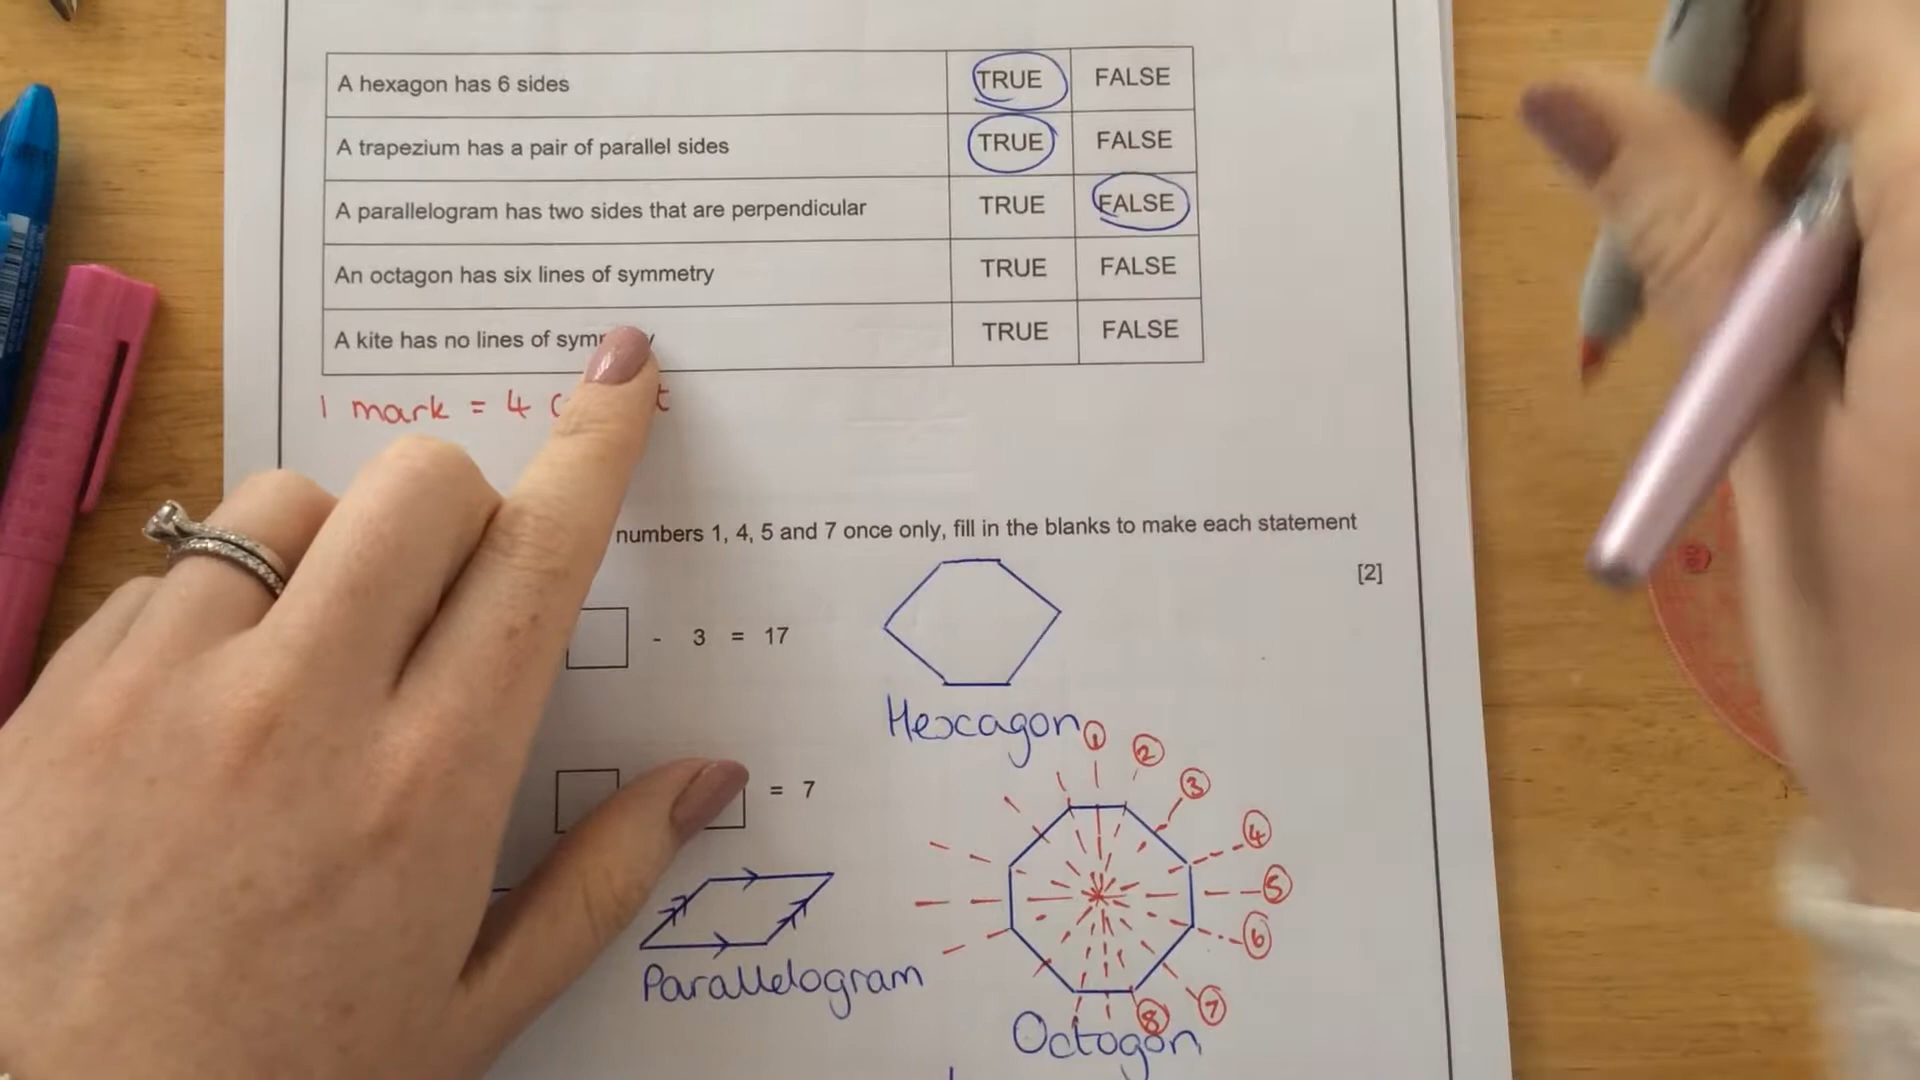 A hexagon has 6 sides TRUE FALSE
A trapezium has a pair of parallel sides TRUE FALSE
A parallelogram has two sides that are perpendicular TRUE FALSE
An octagon has six lines of symmetry TRUE FALSE
A kite has no lines of TRUE FALSE
1 mark = 4
numbers 1, 4, 5 and 7 once only, fill in the blanks to make each statement
[2]
- 3 = 17
Hexcagon
= 7
1
2
3
4
5
6
7
8
Parallelogram
Octogon